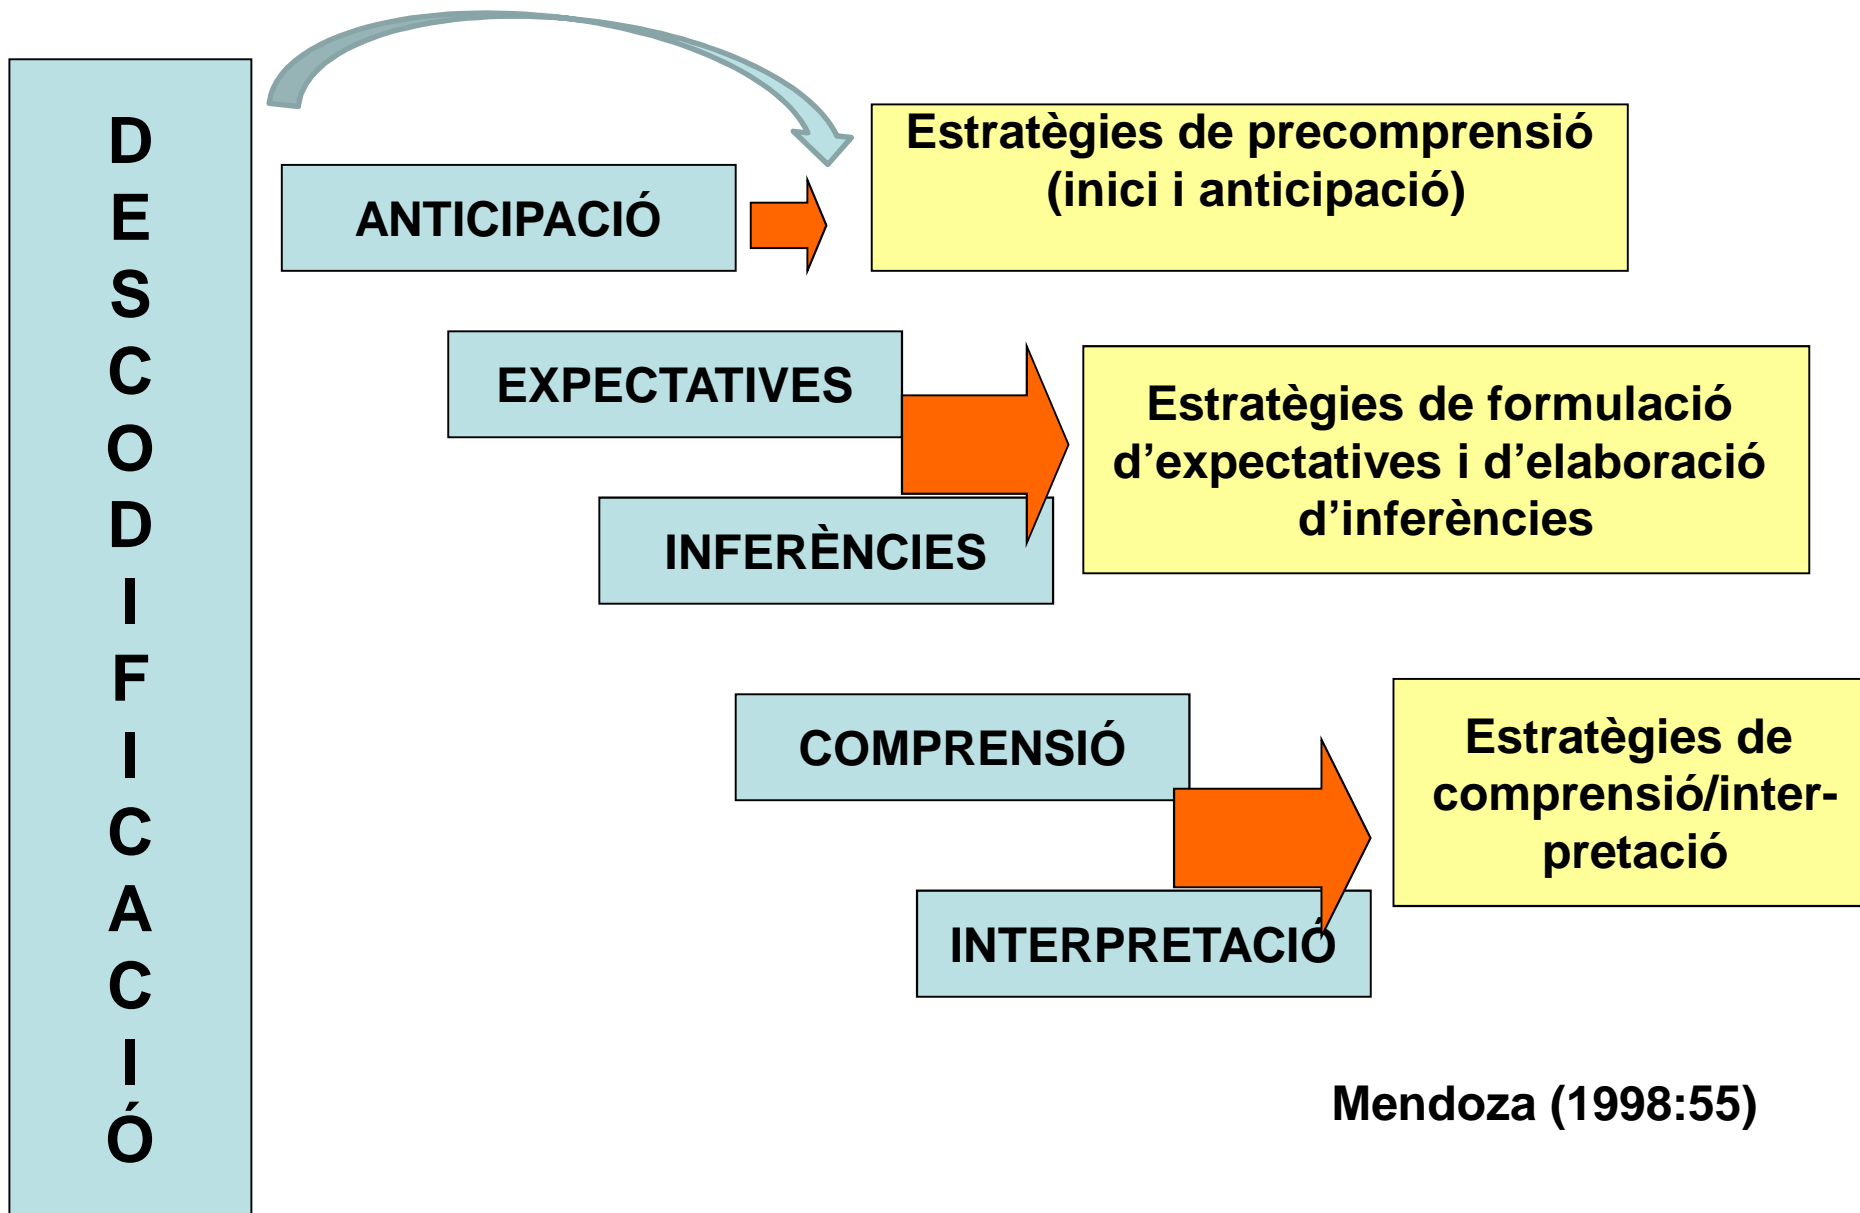 DESCODIFICACIÓ
ANTICIPACÓ
Estratègies de precomprensió
(inici i anticipació)
EXPECTATIVES
INFERÈNCIES
Estratègies de formulació
d’expectatives i d’elaboració
d’inferències
COMPRENSIÓ
INTERPRETACIÓ
Estratègies de
comprensió/inter-
pretació
Mendoza (1998:55)